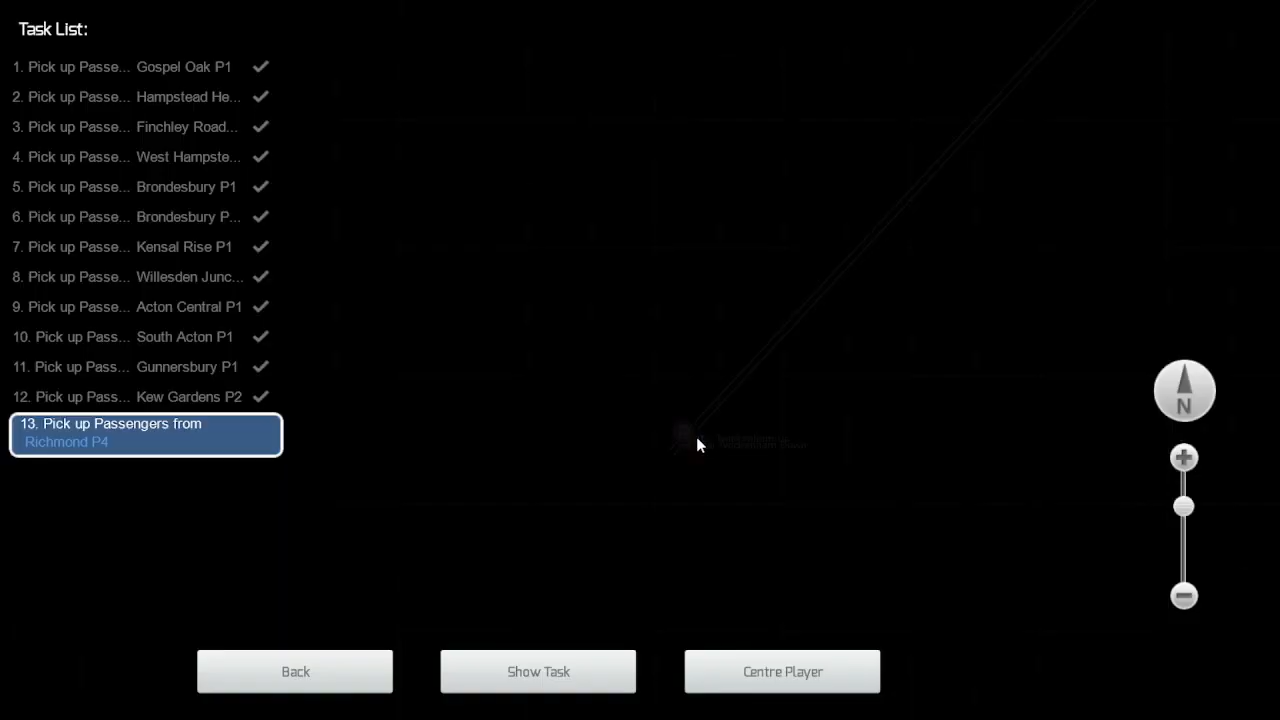 Task List:
1. Pick up Passe... Gospel Oak P1
2. Pick up Passe... Hampstead He...
3. Pick up Passe... Finchley Road...
4. Pick up Passe... West Hampste...
5. Pick up Passe... Brondesbury P1
6. Pick up Passe... Brondesbury P...
7. Pick up Passe... Kensal Rise P1
8. Pick up Passe... Willesden Junc...
9. Pick up Passe... Acton Central P1
10. Pick up Pass... South Acton P1
11. Pick up Pass... Gunnersbury P1
12. Pick up Pass... Kew Gardens P2
13. Pick up Passengers from
Richmond P4
N
Back
Show Task
Centre Player